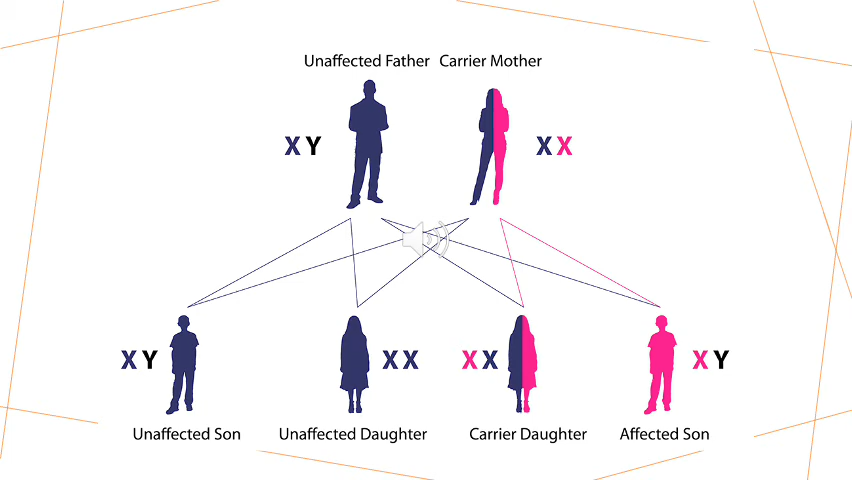 Unaffected Father Carrier Mother
XY XX
XY XX XX XY
Unaffected Son Unaffected Daughter Carrier Daughter Affected Son